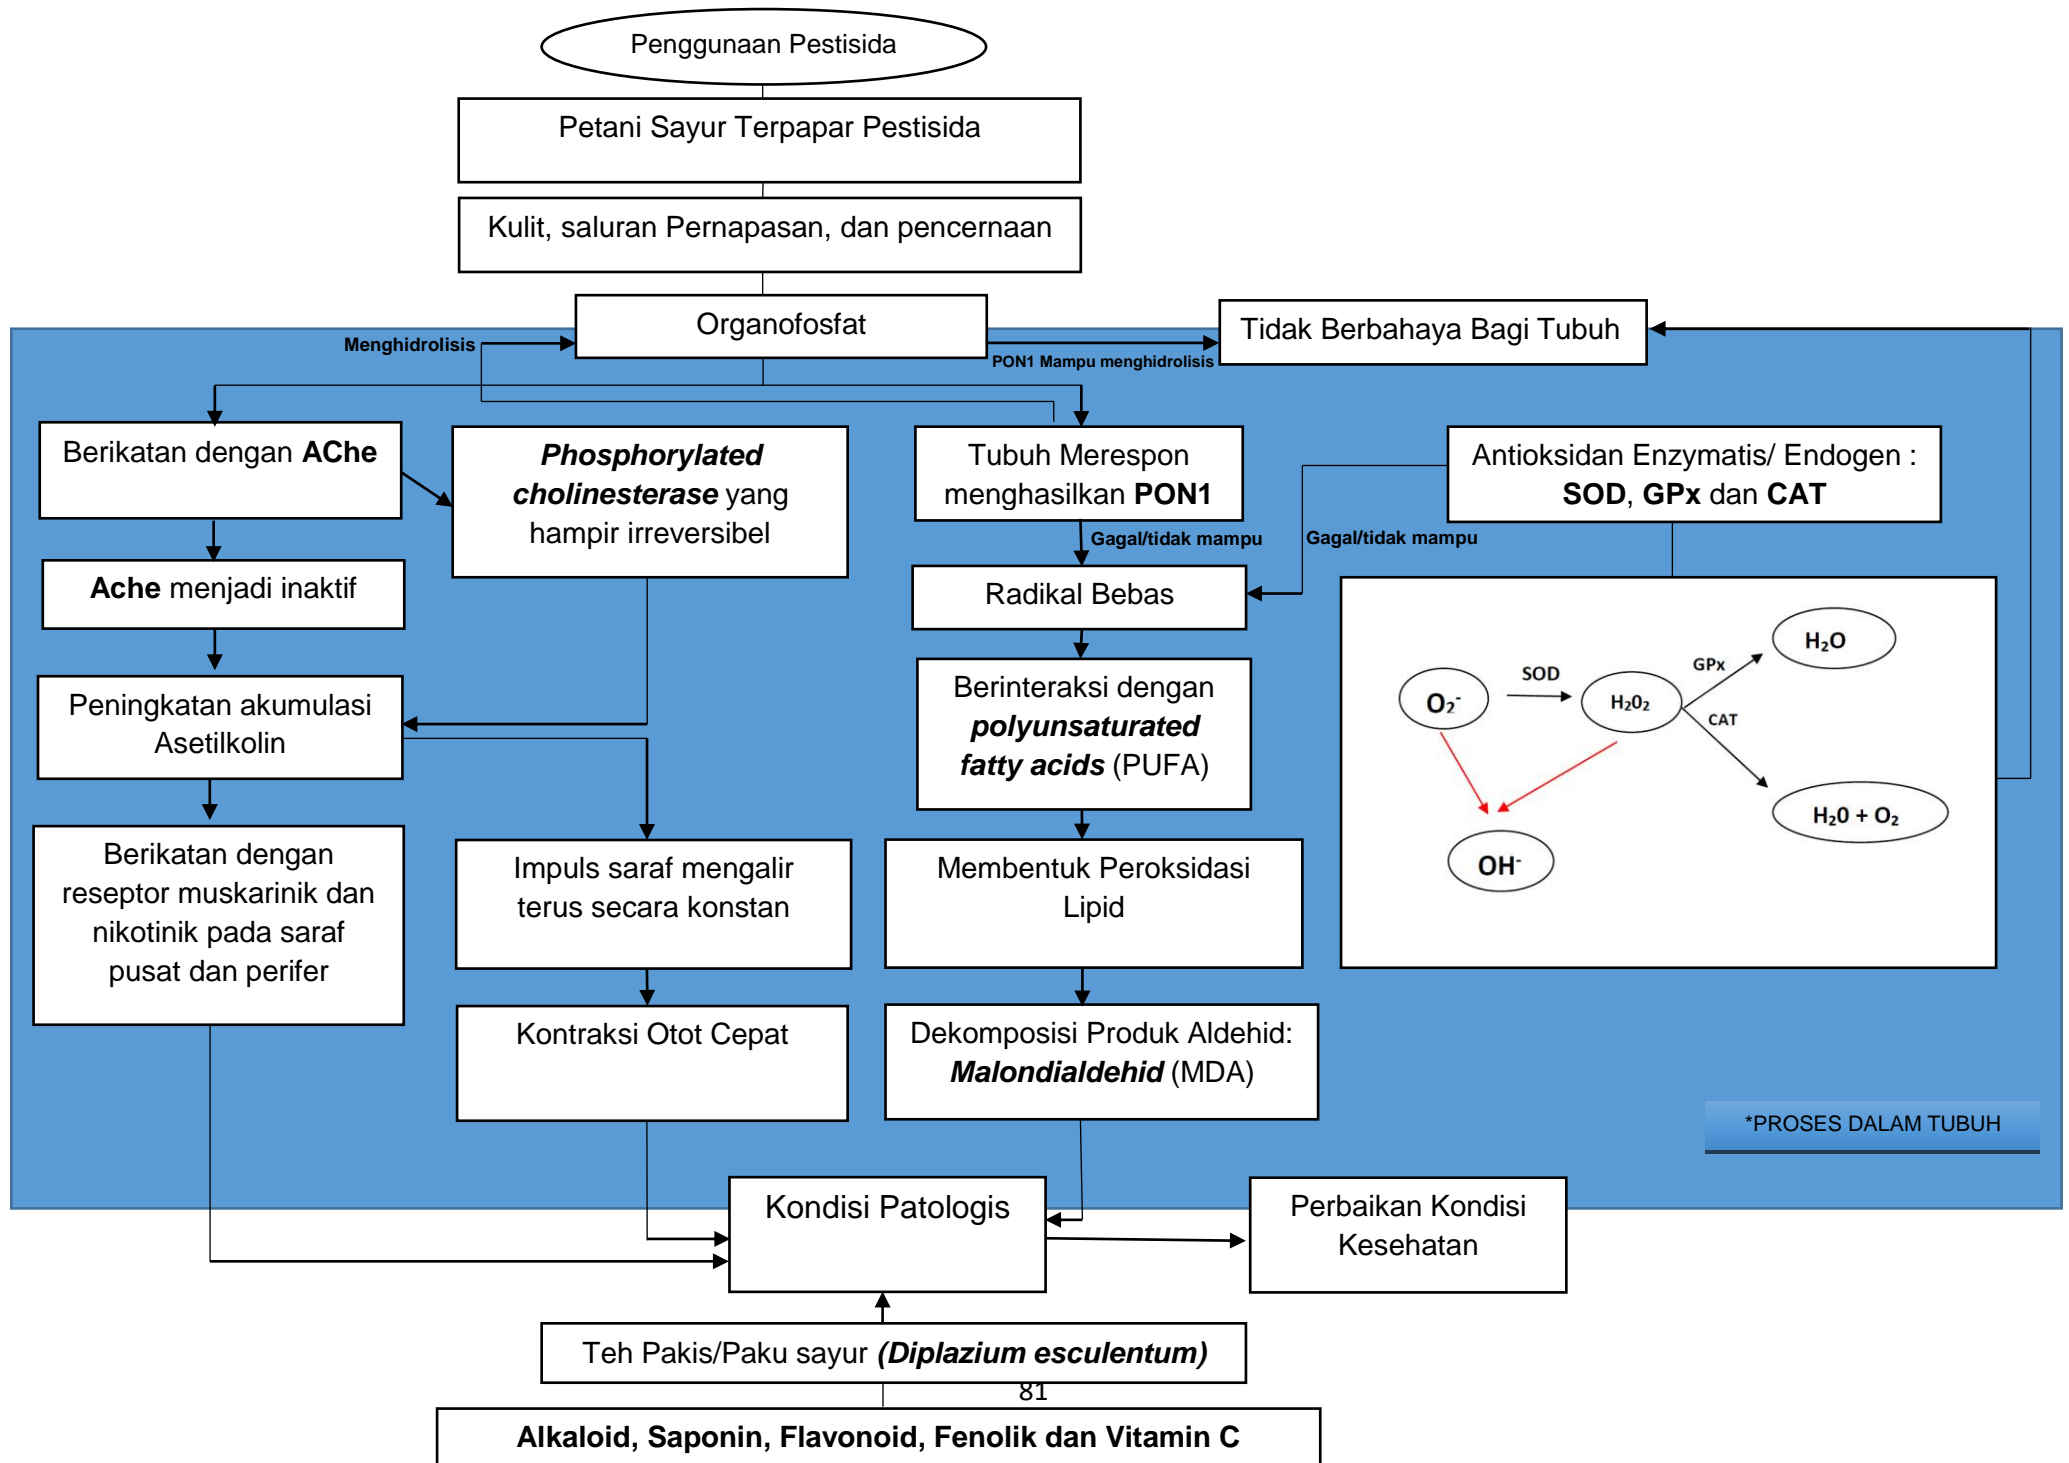 Penggunaan Pestisida
Petani Sayur Terpapar Pestisida
Kulit, saluran Pernapasan, dan pencernaan
Organofosfat
Tidak Berbahaya Bagi Tubuh
Menghidrolisis
PON1 Mampu menghidrolisis
Berikatan dengan AChe
Phosphorylated
cholinesterase yang
hampir irreversibel
Tubuh Merespon
menghasilkan PON1
Antioksidan Enzymatis/ Endogen :
SOD, GPx dan CAT
Gagal/tidak mampu
Gagal/tidak mampu
Ache menjadi inaktif
Radikal Bebas
Peningkatan akumulasi
Asetilkolin
Berinteraksi dengan
polyunsaturated
fatty acids (PUFA)
O₂⁻
SOD
H₂0₂
GPx
H₂O
CAT
H₂0 + O₂
OH⁻
Berikatan dengan
reseptor muskarinik dan
nikotinik pada saraf
pusat dan perifer
Impuls saraf mengalir
terus secara konstan
Membentuk Peroksidasi
Lipid
Kontraksi Otot Cepat
Dekomposisi Produk Aldehid:
Malondialdehid (MDA)
*PROSES DALAM TUBUH
Kondisi Patologis
Perbaikan Kondisi
Kesehatan
Teh Pakis/Paku sayur (Diplazium esculentum)
81
Alkaloid, Saponin, Flavonoid, Fenolik dan Vitamin C